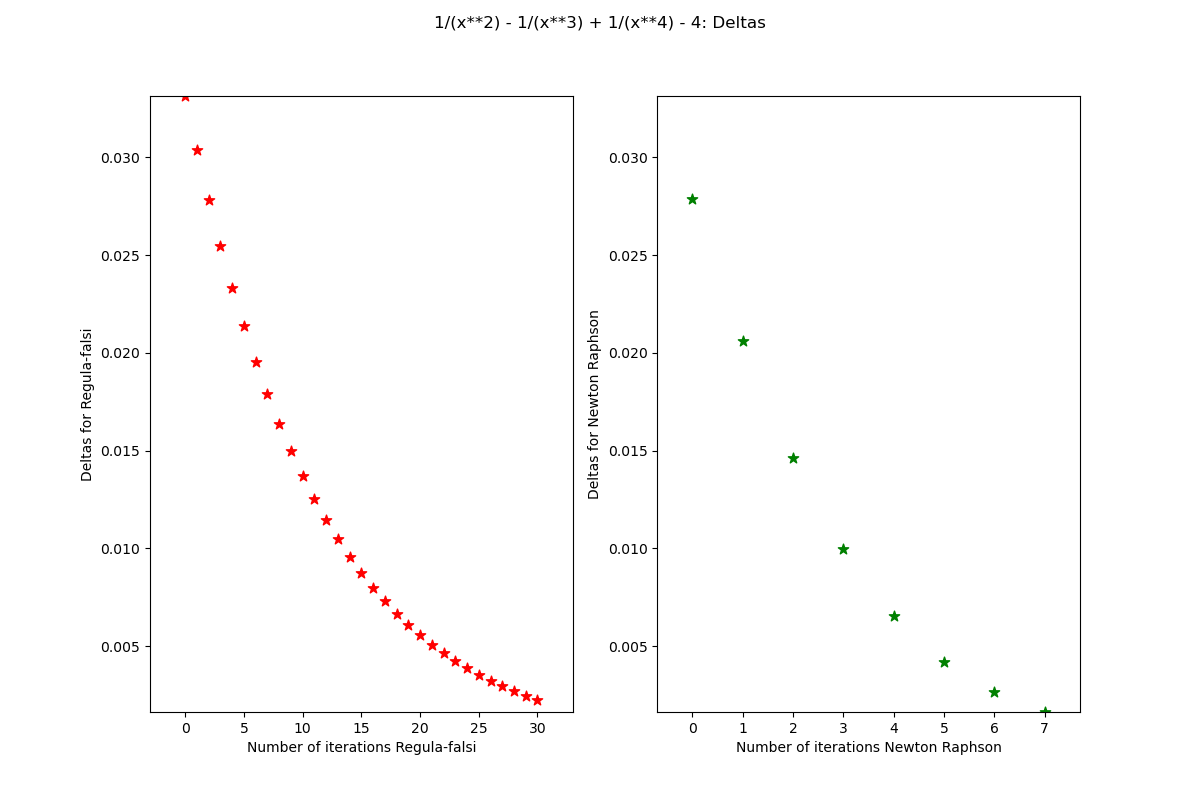 1/(x**2) - 1/(x**3) + 1/(x**4) - 4: Deltas
Deltas for Regula-falsi
0.030
0.025
0.020
0.015
0.010
0.005
0 5 10 15 20 25 30
Number of iterations Regula-falsi
Deltas for Newton Raphson
0.030
0.025
0.020
0.015
0.010
0.005
0 1 2 3 4 5 6 7
Number of iterations Newton Raphson